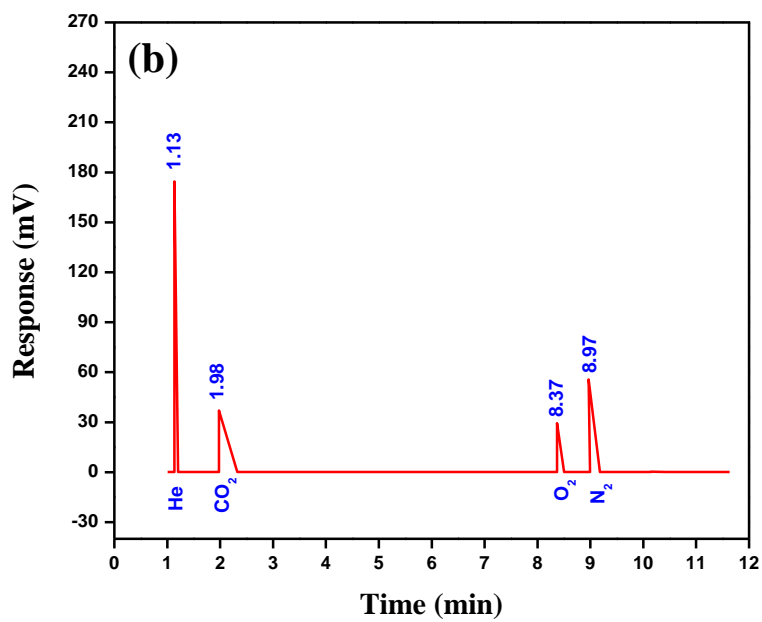 (b)
270
240
210
180
150
120
90
60
30
0
-30
Response (mV)
1.13
1.98
8.37
8.97
He
CO₂
O₂
N₂
0 1 2 3 4 5 6 7 8 9 10 11 12
Time (min)